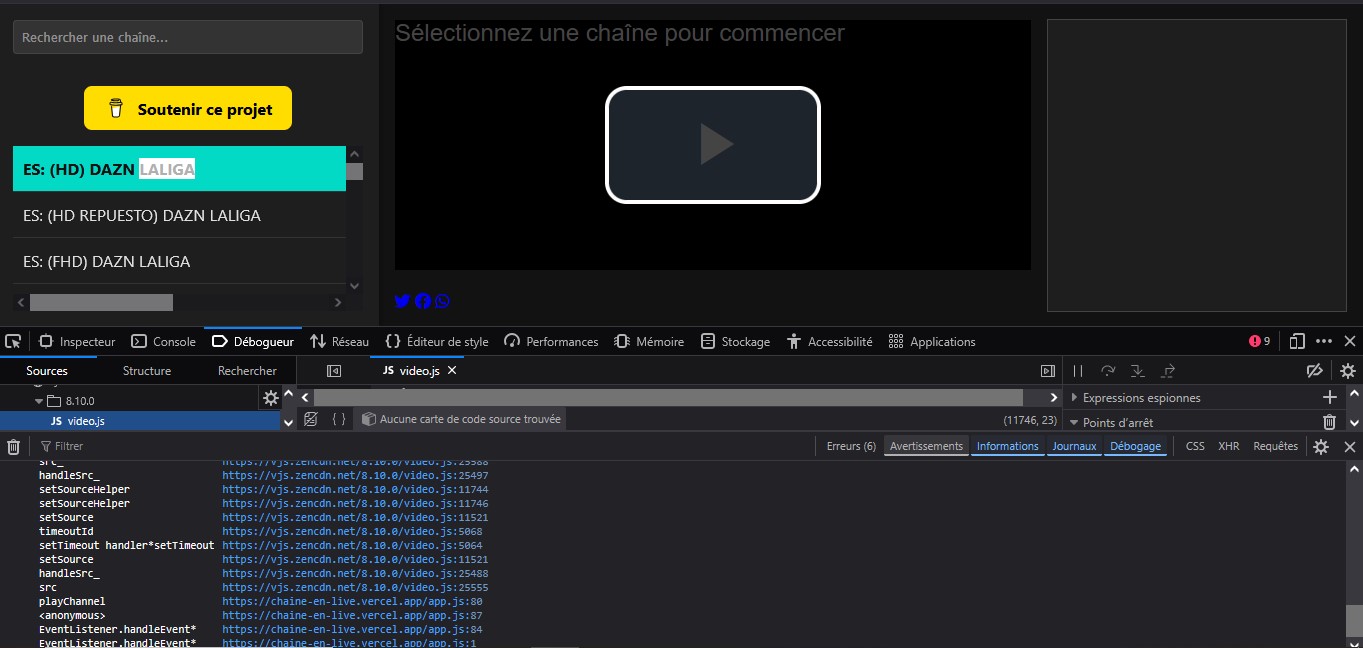 Rechercher une chaîne...
Soutenir ce projet
ES: (HD) DAZN LALIGA
ES: (HD REPUESTO) DAZN LALIGA
ES: (FHD) DAZN LALIGA
Sélectionnez une chaîne pour commencer
Inspecteur Console Débogueur Réseau Éditeur de style Performances Mémoire Stockage Accessibilité Applications 9
Sources Structure Rechercher JS video.js
8.10.0
JS video.js
{ } Aucune carte de code source trouvée (11746, 23)
Expressions espionnes
Points d'arrêt
Filtrer Erreurs (6) Avertissements Informations Journaux Débogage CSS XHR Requêtes
src_ https://vjs.zencdn.net/8.10.0/video.js:25588
handleSrc_ https://vjs.zencdn.net/8.10.0/video.js:25497
setSourceHelper https://vjs.zencdn.net/8.10.0/video.js:11744
setSourceHelper https://vjs.zencdn.net/8.10.0/video.js:11746
setSource https://vjs.zencdn.net/8.10.0/video.js:11521
timeoutId https://vjs.zencdn.net/8.10.0/video.js:5068
setTimeout handler*setTimeout https://vjs.zencdn.net/8.10.0/video.js:5064
setSource https://vjs.zencdn.net/8.10.0/video.js:11521
handleSrc_ https://vjs.zencdn.net/8.10.0/video.js:25488
src https://vjs.zencdn.net/8.10.0/video.js:25555
playChannel https://chaine-en-live.vercel.app/app.js:80
<anonymous> https://chaine-en-live.vercel.app/app.js:87
EventListener.handleEvent* https://chaine-en-live.vercel.app/app.js:84
EventListener.handleEvent* https://chaine-en-live.vercel.app/app.js:1